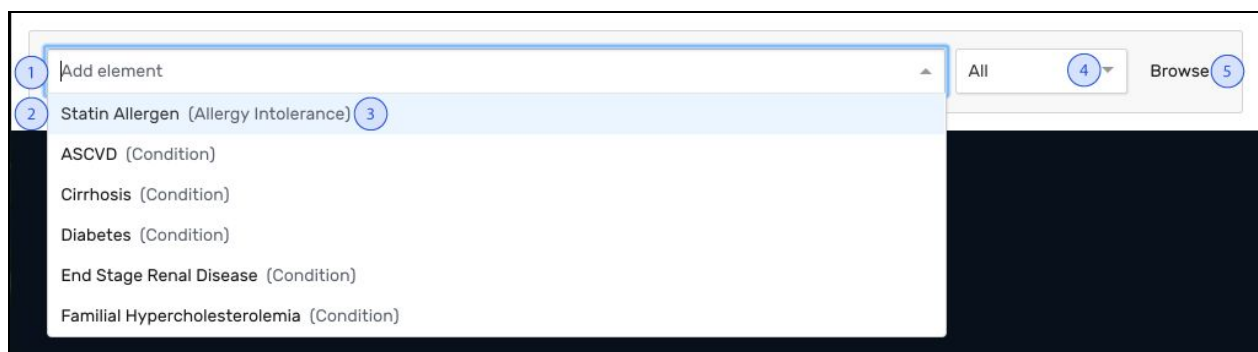 1 Add element All 4 Browse 5
2 Statin Allergen (Allergy Intolerance) 3
ASCVD (Condition)
Cirrhosis (Condition)
Diabetes (Condition)
End Stage Renal Disease (Condition)
Familial Hypercholesterolemia (Condition)